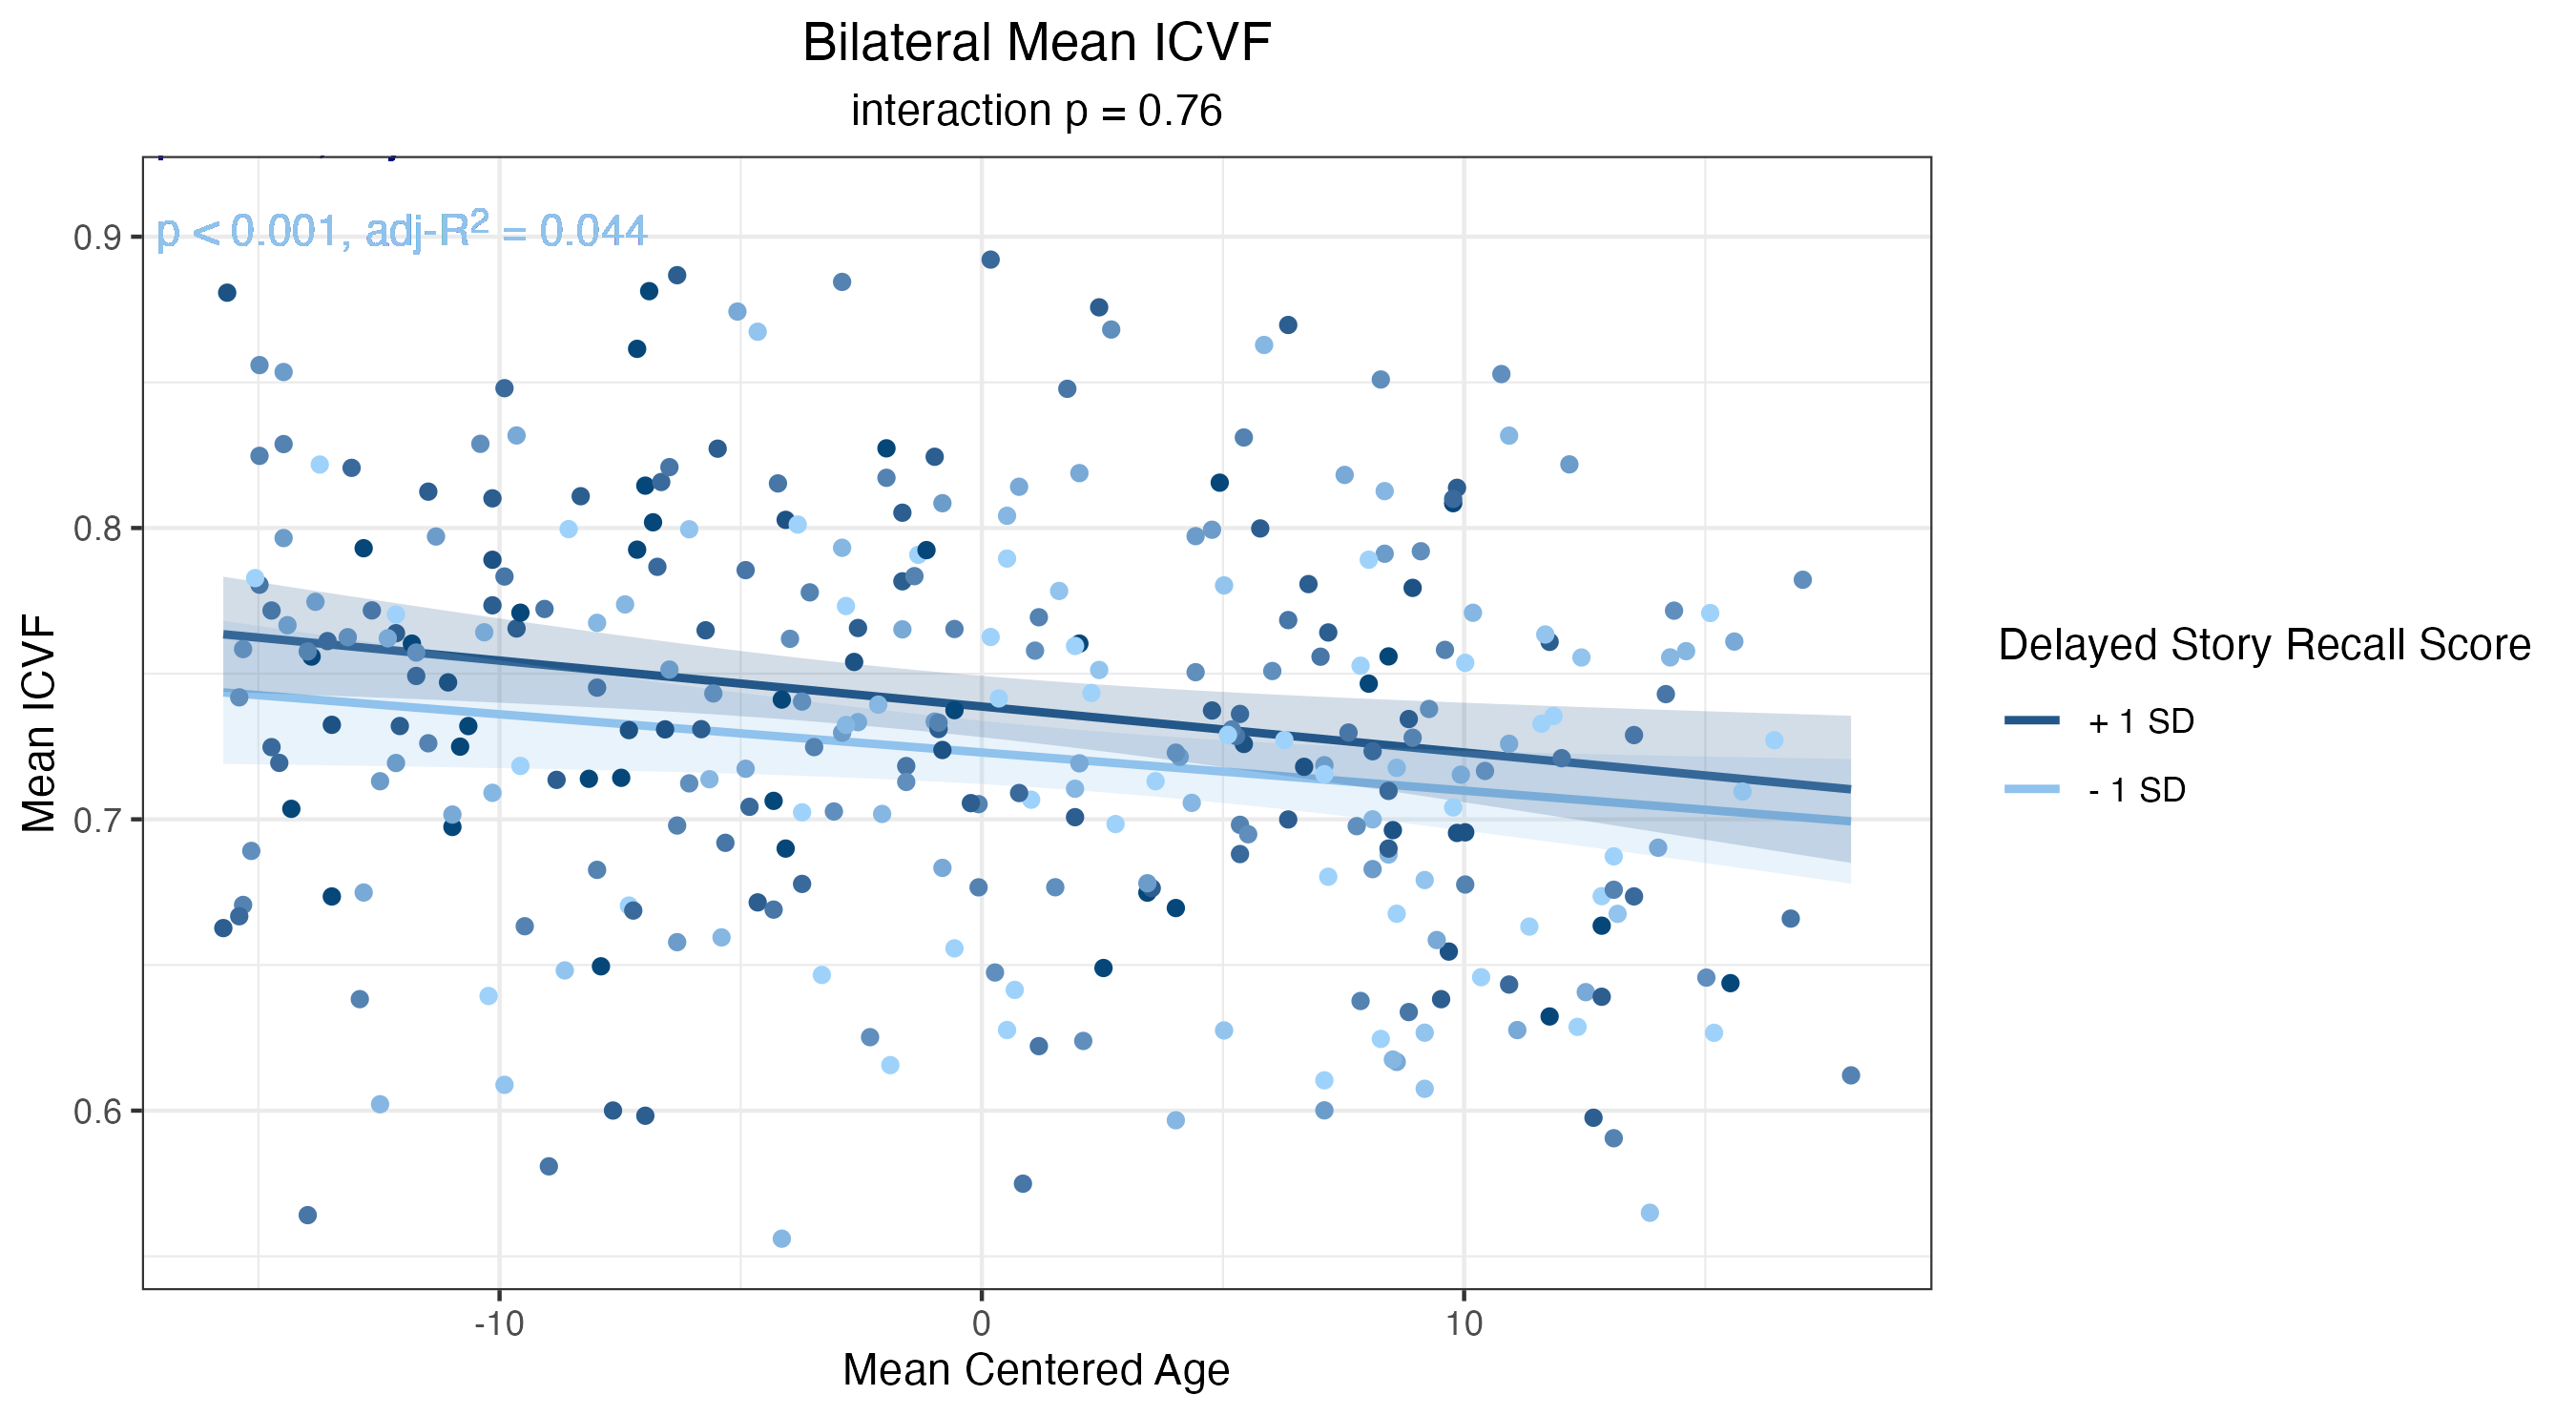 Bilateral Mean ICVF
interaction p = 0.76
p < 0.001, adj-R² = 0.044
0.9
0.8
0.7
0.6
Mean ICVF
-10 0 10
Mean Centered Age
Delayed Story Recall Score
+ 1 SD
- 1 SD